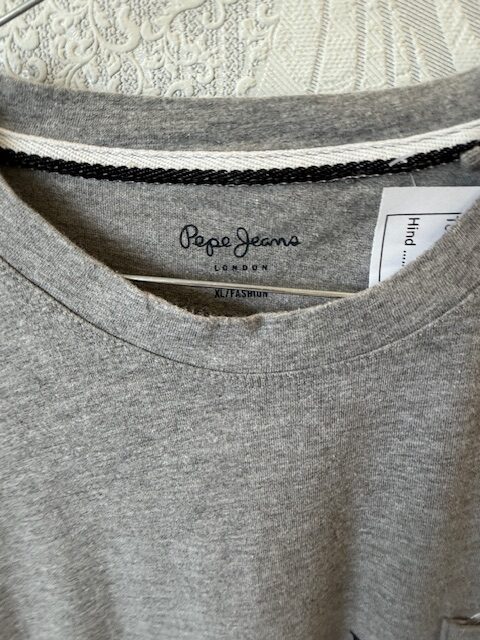 Pepe Jeans
LONDON
XL/FASHION
Hind ......